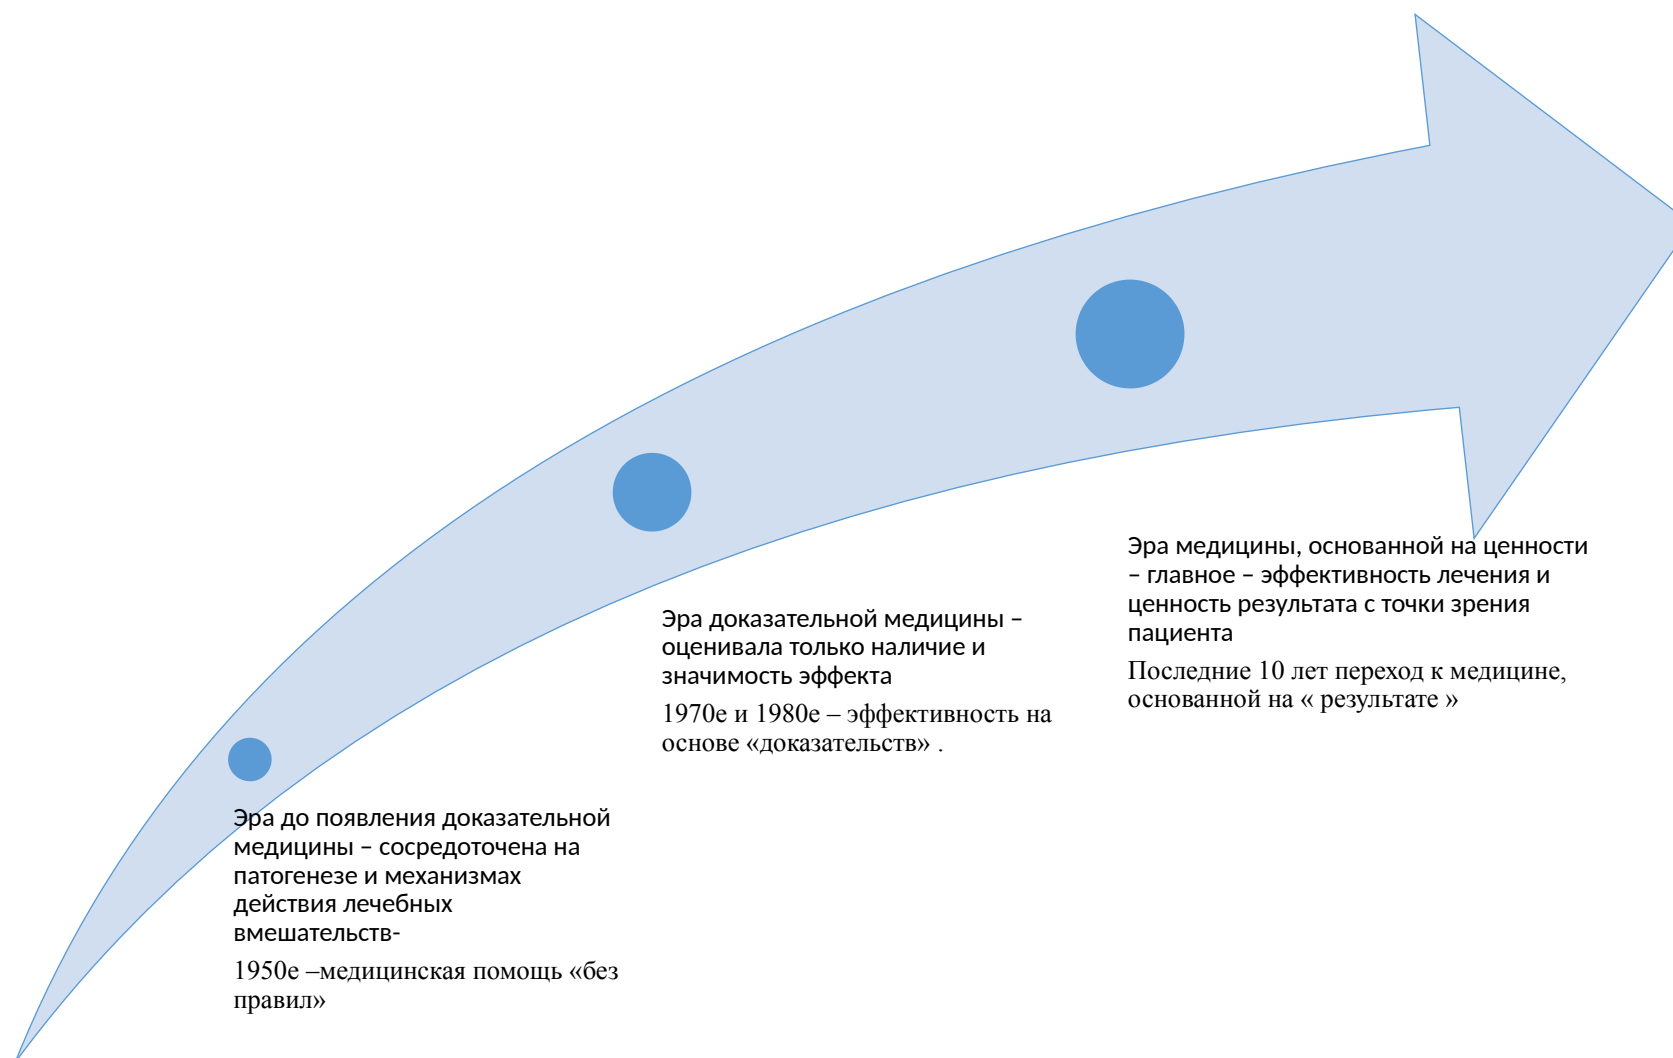 Эра до появления доказательной
медицины – сосредоточена на
патогенезе и механизмах
действия лечебных
вмешательств-
1950е –медицинская помощь «без
правил»
Эра доказательной медицины –
оценивала только наличие и
значимость эффекта
1970е и 1980е – эффективность на
основе «доказательств» .
Эра медицины, основанной на ценности
– главное – эффективность лечения и
ценность результата с точки зрения
пациента
Последние 10 лет переход к медицине,
основанной на « результате »